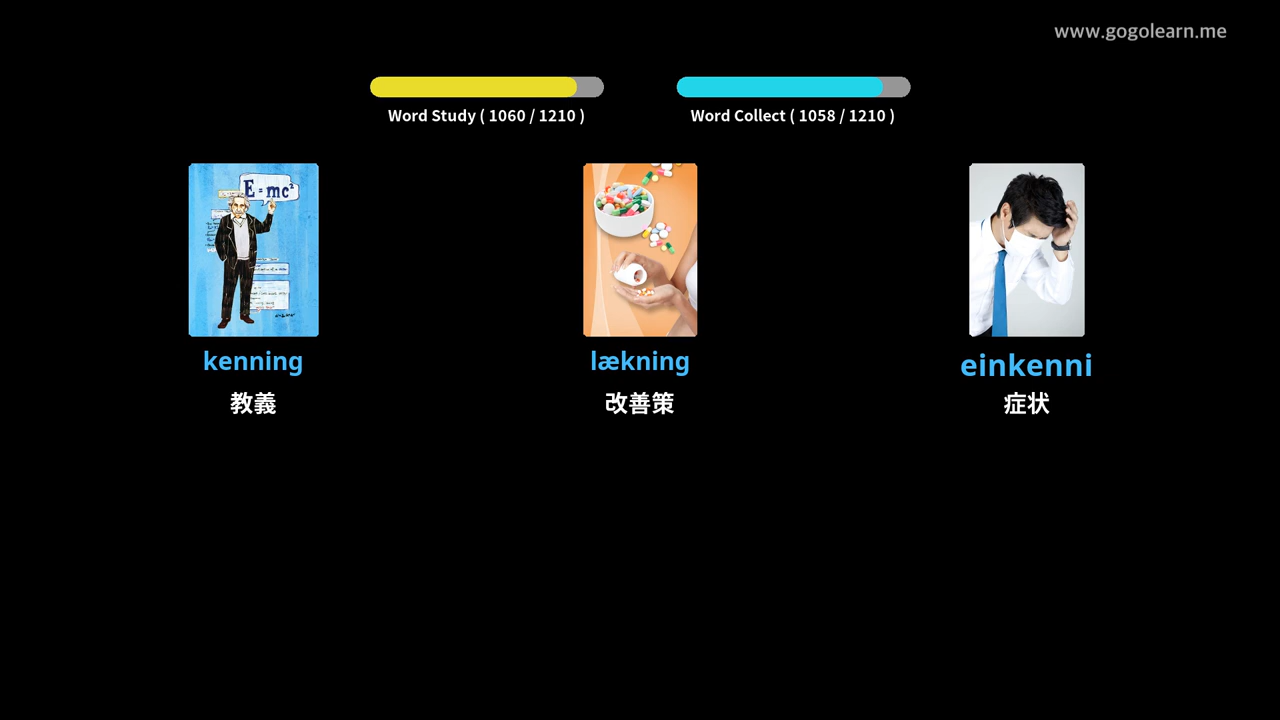 www.gogolearn.me
Word Study ( 1060 / 1210 )
Word Collect ( 1058 / 1210 )
E = mc²
kenning
lækning
einkenni
教義
改善策
症状